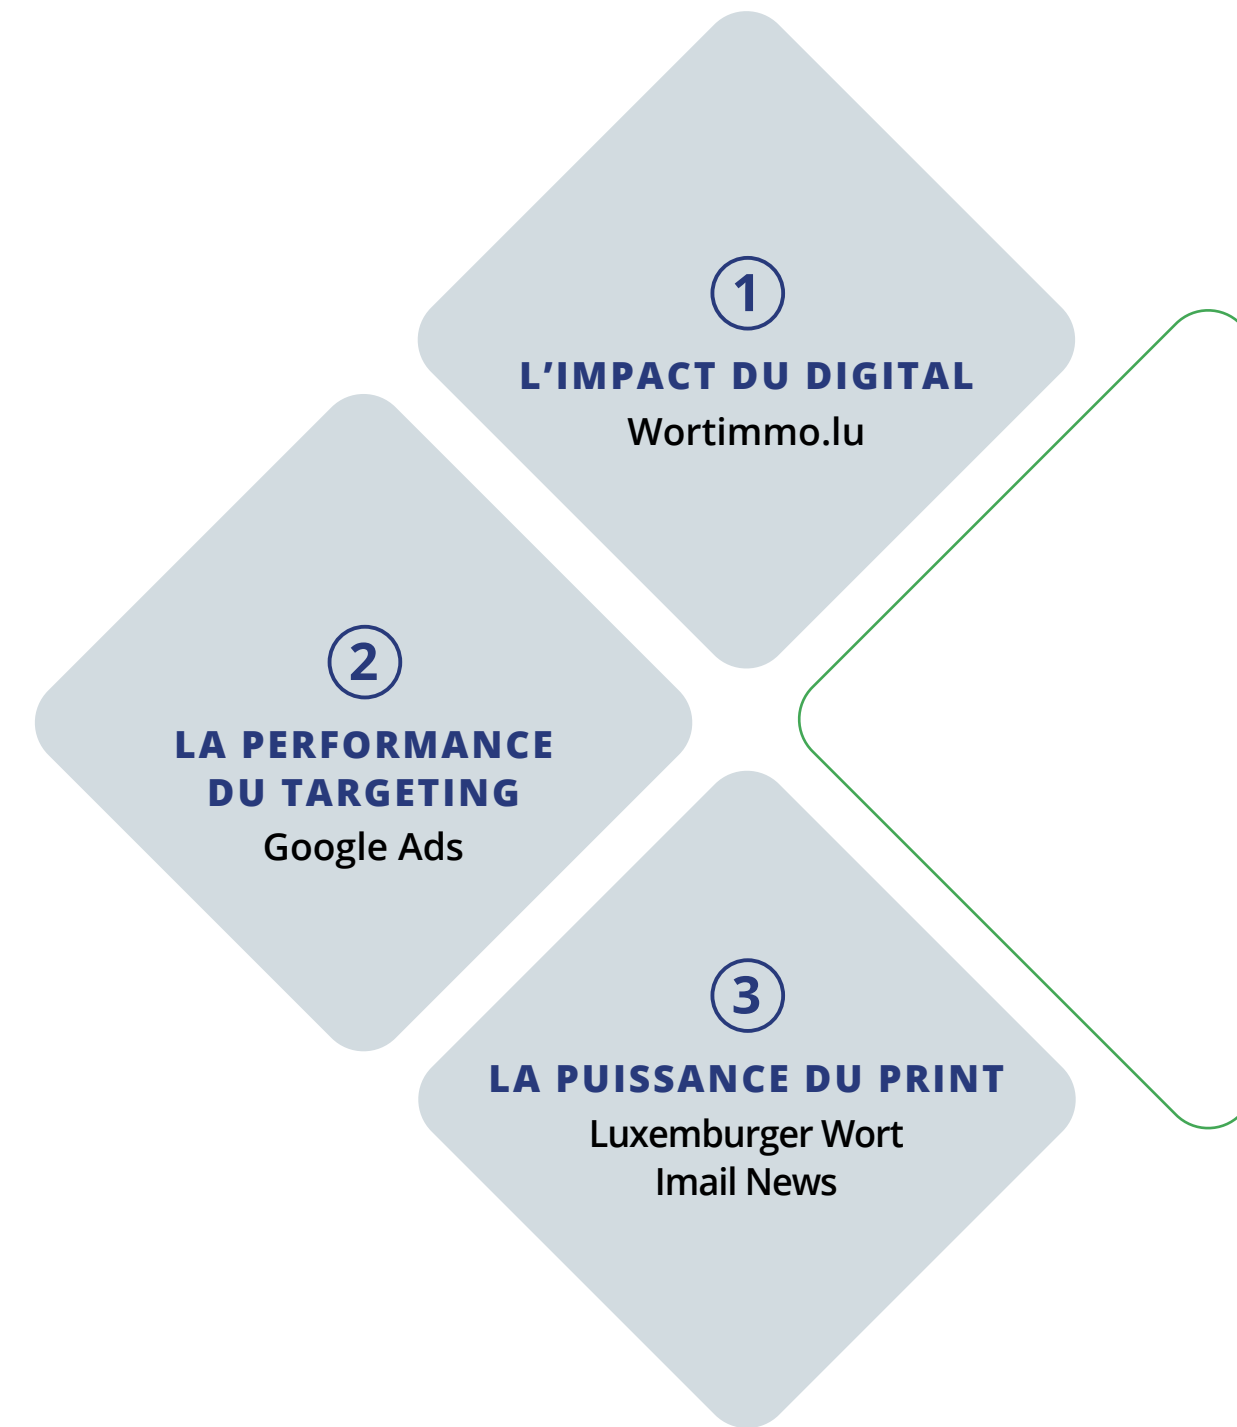 1
L’IMPACT DU DIGITAL
Wortimmo.lu
2
LA PERFORMANCE
DU TARGETING
Google Ads
3
LA PUISSANCE DU PRINT
Luxemburger Wort
Imail News